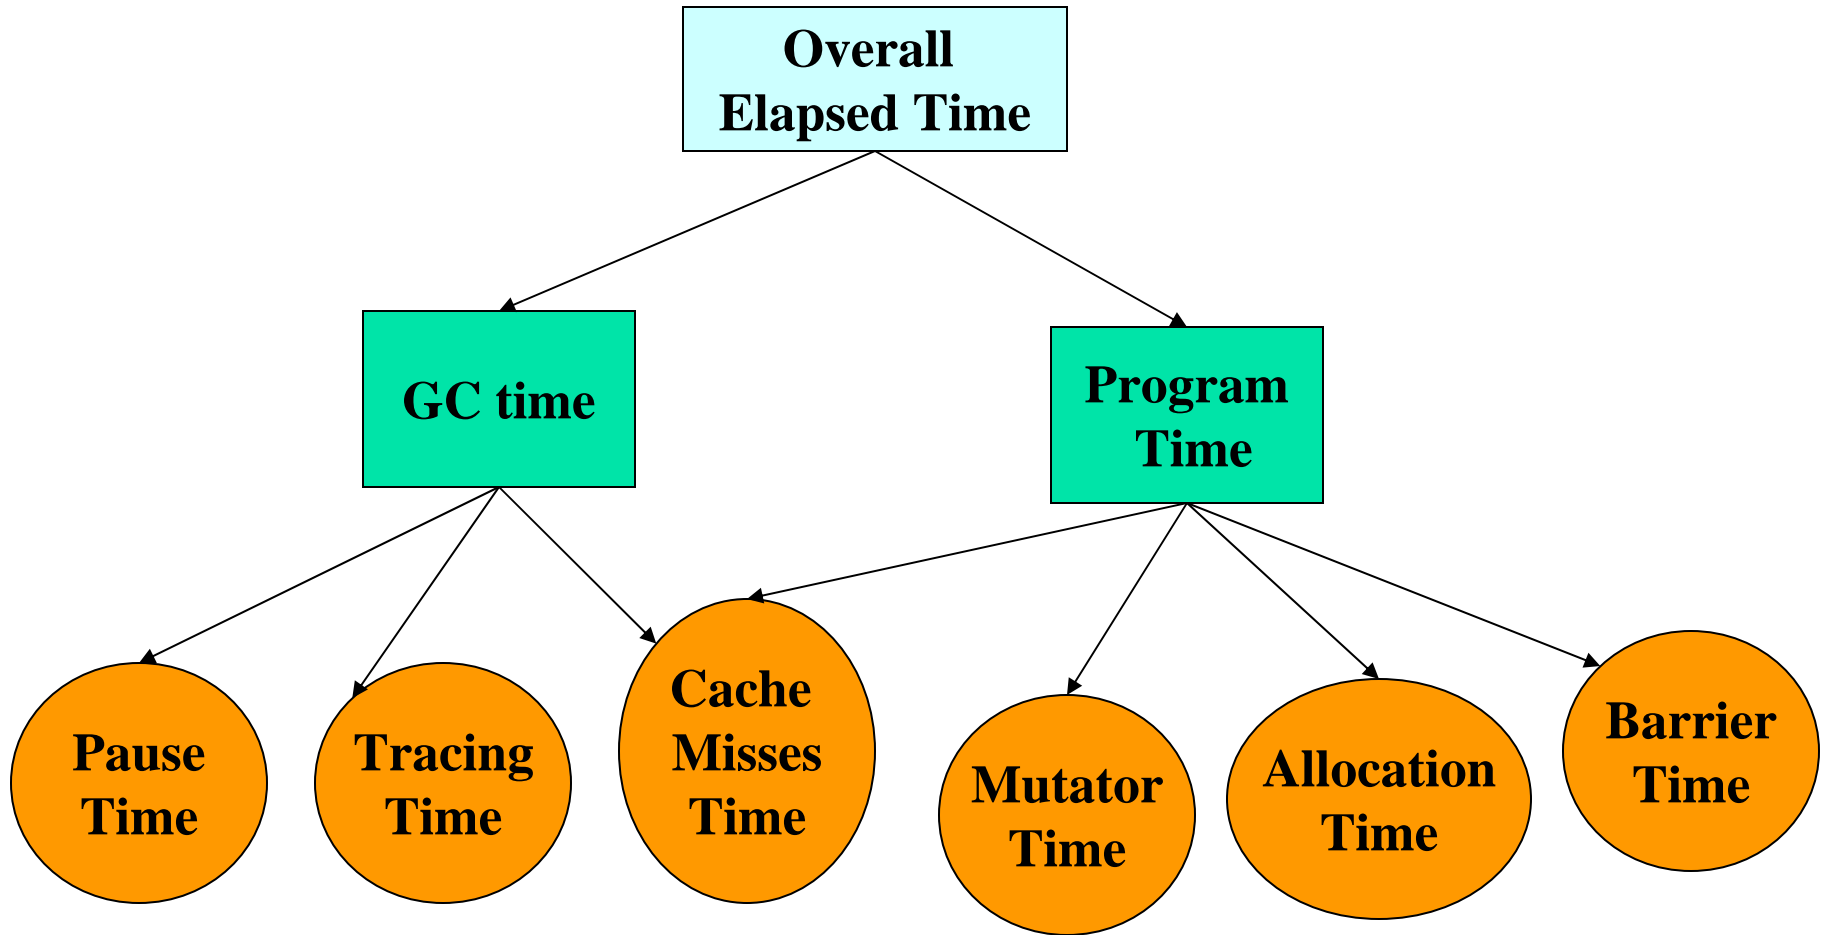 Overall
Elapsed Time
GC time
Program
Time
Pause
Time
Tracing
Time
Cache
Misses
Time
Mutator
Time
Allocation
Time
Barrier
Time